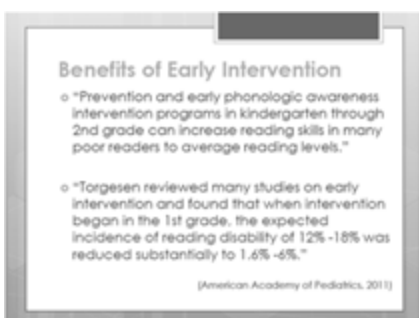 Benefits of Early Intervention
○ "Prevention and early phonologic awareness
intervention programs in kindergarten through
2nd grade can increase reading skills in many
poor readers to average reading levels."
○ "Torgesen reviewed many studies on early
intervention and found that when intervention
began in the 1st grade, the expected
incidence of reading disability of 12% -18% was
reduced substantially to 1.6% -6%."
(American Academy of Pediatrics, 2011)